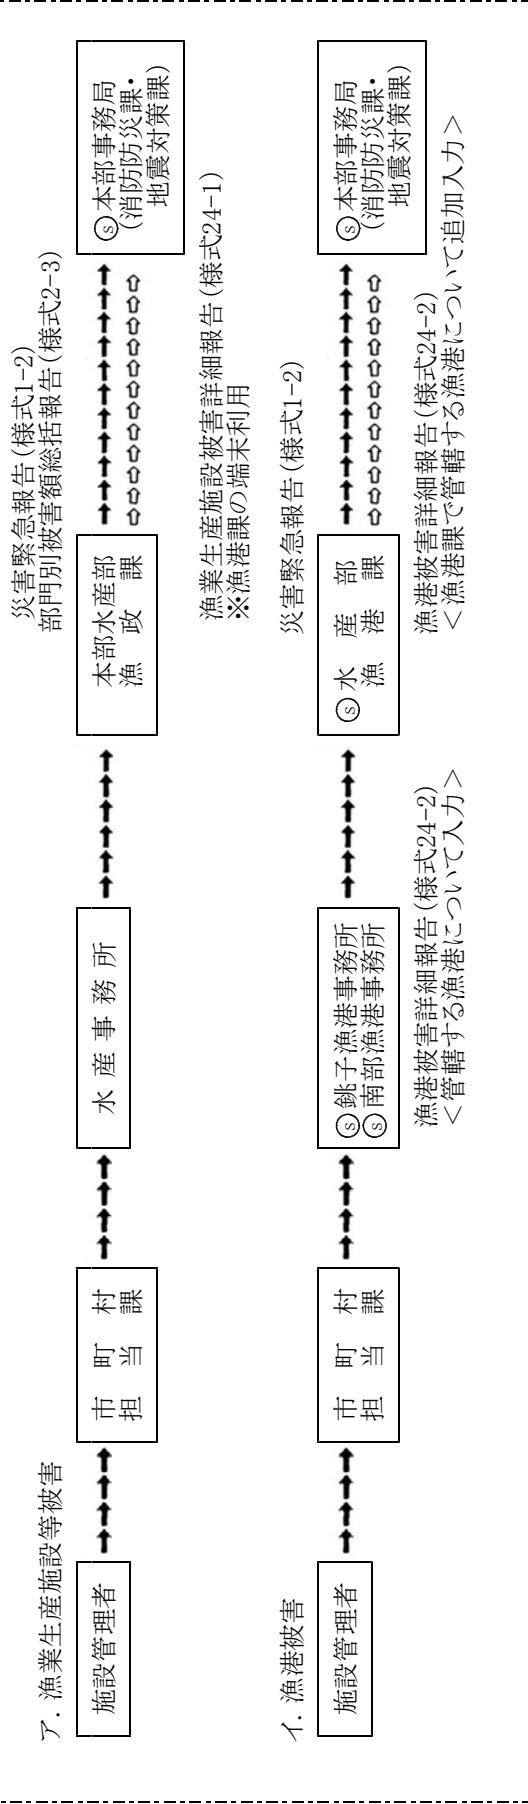 ア．漁業生産施設等被害
施設管理者
市町村
担当課
水産事務所
本部水産部
漁政課
災害緊急報告(様式1-2)
部門別被害額総括報告(様式2-3)
漁業生産施設被害詳細報告(様式24-1)
※漁港課の端末利用
Ⓢ本部事務局
(消防防災課・
地震対策課)
イ．漁港被害
施設管理者
市町村
担当課
Ⓢ銚子漁港事務所
Ⓢ南部漁港事務所
漁港被害詳細報告(様式24-2)
＜管轄する漁港について入力＞
Ⓢ水産部
漁港課
災害緊急報告(様式1-2)
漁港被害詳細報告(様式24-2)
＜漁港課で管轄する漁港について追加入力＞
Ⓢ本部事務局
(消防防災課・
地震対策課)